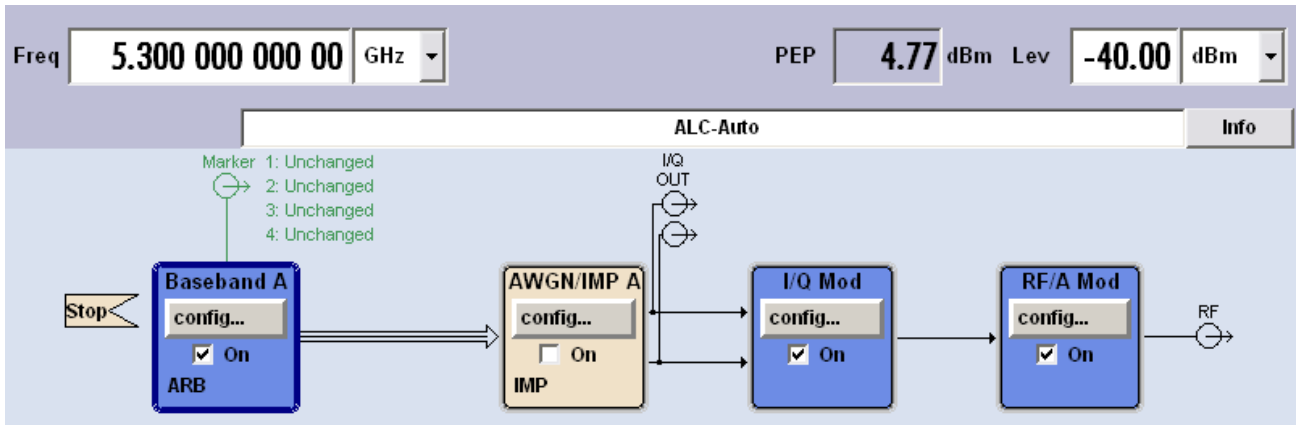 Freq 5.300 000 000 00 GHz PEP 4.77 dBm Lev -40.00 dBm
ALC-Auto Info
Marker 1: Unchanged
2: Unchanged
3: Unchanged
4: Unchanged
I/Q
OUT
Baseband A AWGN/IMP A I/Q Mod RF/A Mod
Stop config... config... config... config... RF
On On On On
ARB IMP